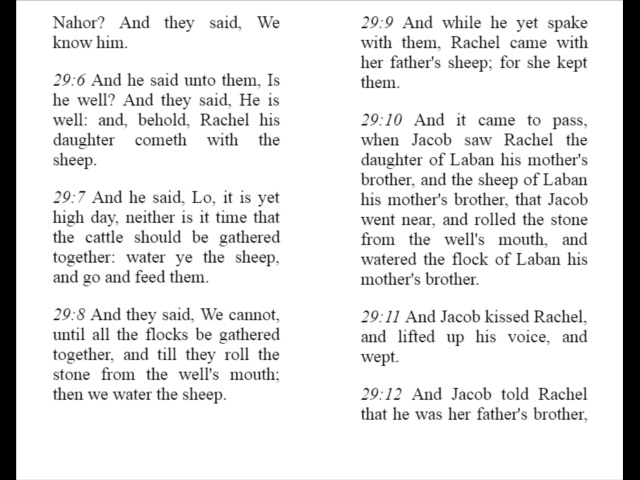 Nahor? And they said, We
know him.
29:6 And he said unto them, Is
he well? And they said, He is
well: and, behold, Rachel his
daughter cometh with the
sheep.
29:7 And he said, Lo, it is yet
high day, neither is it time that
the cattle should be gathered
together: water ye the sheep,
and go and feed them.
29:8 And they said, We cannot,
until all the flocks be gathered
together, and till they roll the
stone from the well's mouth;
then we water the sheep.
29:9 And while he yet spake
with them, Rachel came with
her father's sheep; for she kept
them.
29:10 And it came to pass,
when Jacob saw Rachel the
daughter of Laban his mother's
brother, and the sheep of Laban
his mother's brother, that Jacob
went near, and rolled the stone
from the well's mouth, and
watered the flock of Laban his
mother's brother.
29:11 And Jacob kissed Rachel,
and lifted up his voice, and
wept.
29:12 And Jacob told Rachel
that he was her father's brother,